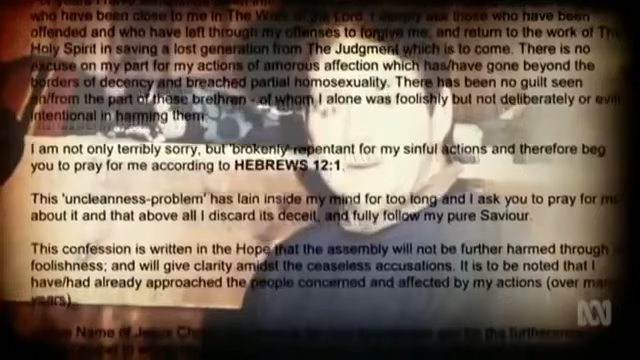 who have been close to me in The Work of the Lord. I deeply ask those who have been
offended and who have left through my offenses to forgive me, and return to the work of The
Holy Spirit in saving a lost generation from The Judgment which is to come. There is no
excuse on my part for my actions of amorous affection which has/have gone beyond the
borders of decency and breached partial homosexuality. There has been no guilt seen
on/from the part of these brethren - of whom I alone was foolishly but not deliberately or evil
intentional in harming them.
I am not only terribly sorry, but 'brokenly' repentant for my sinful actions and therefore beg
you to pray for me according to HEBREWS 12:1.
This 'uncleanness-problem' has lain inside my mind for too long and I ask you to pray for me
about it and that above all I discard its deceit, and fully follow my pure Saviour.
This confession is written in the Hope that the assembly will not be further harmed through
foolishness; and will give clarity amidst the ceaseless accusations. It is to be noted that I
have/had already approached the people concerned and affected by my actions (over many
years).
Name of Jesus